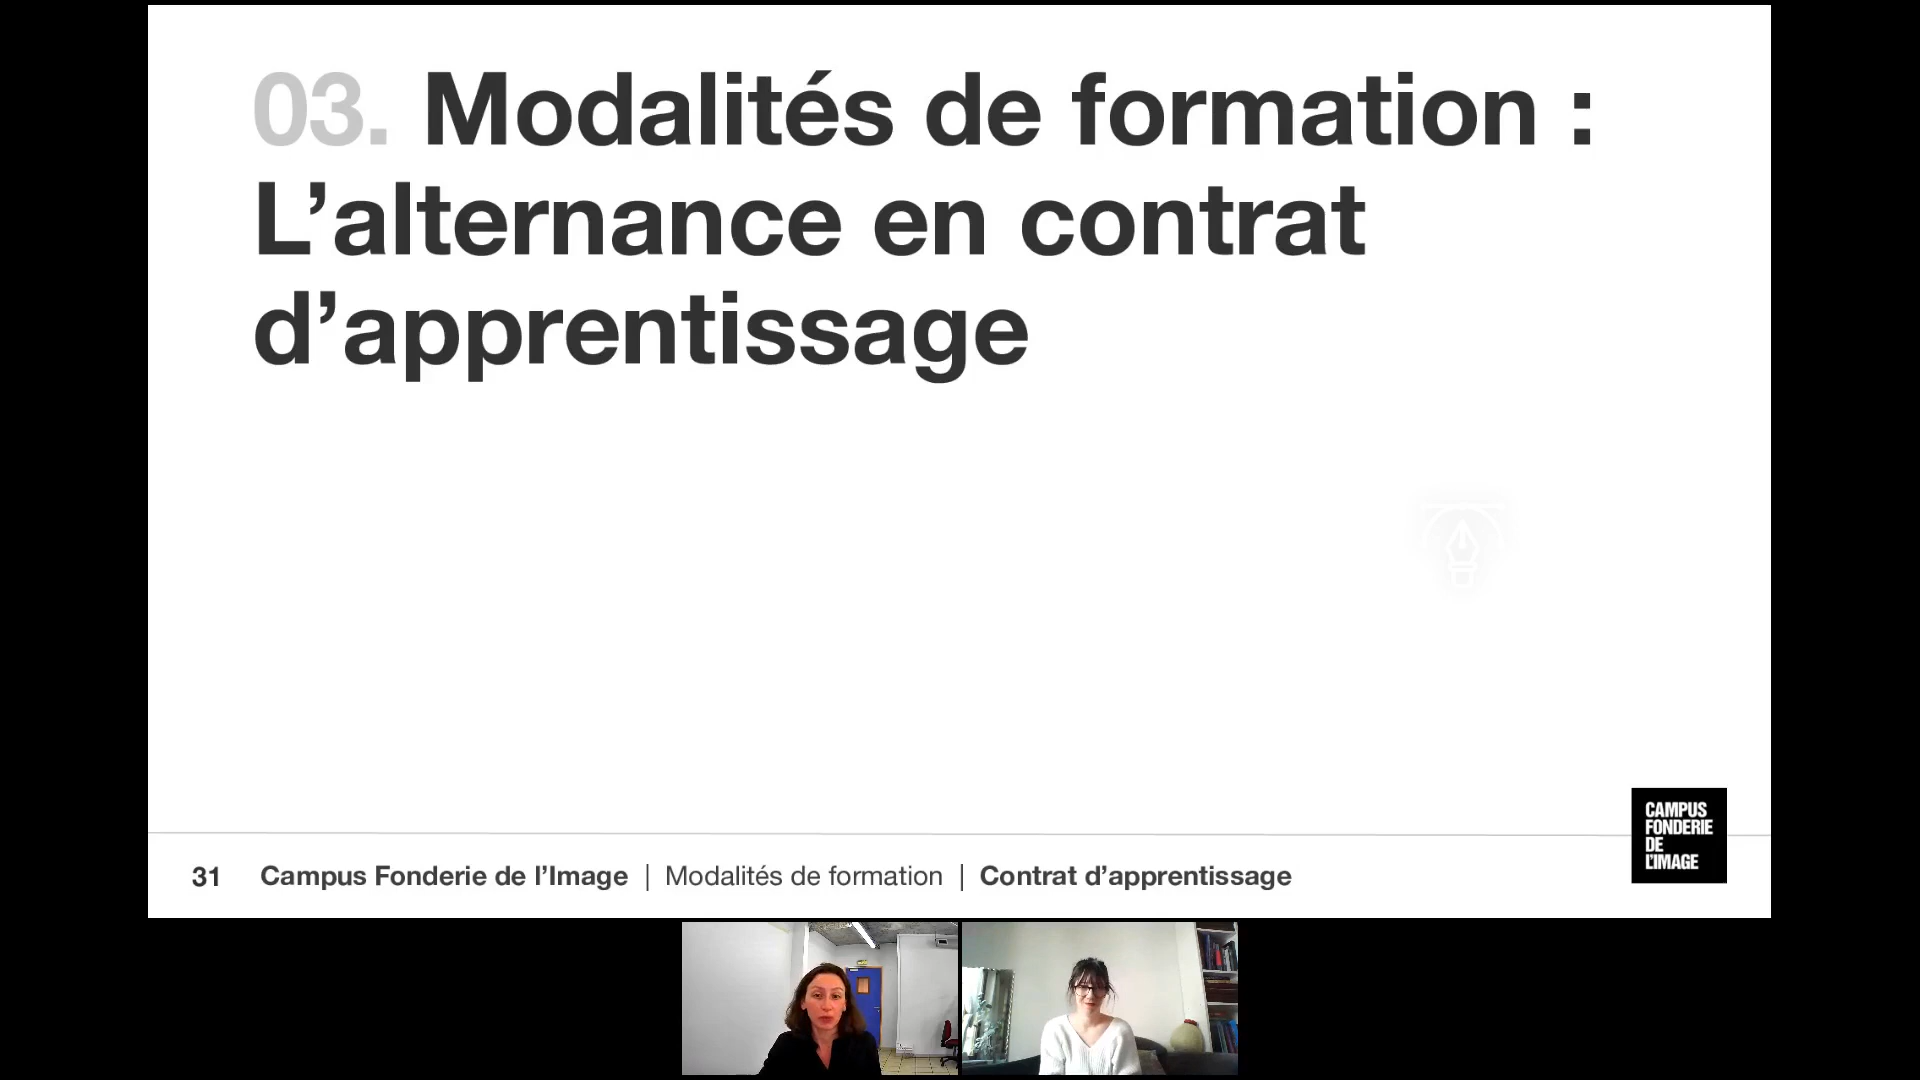 03. Modalités de formation :
L’alternance en contrat
d’apprentissage
31 Campus Fonderie de l’Image | Modalités de formation | Contrat d’apprentissage
CAMPUS
FONDERIE
DE
L’IMAGE